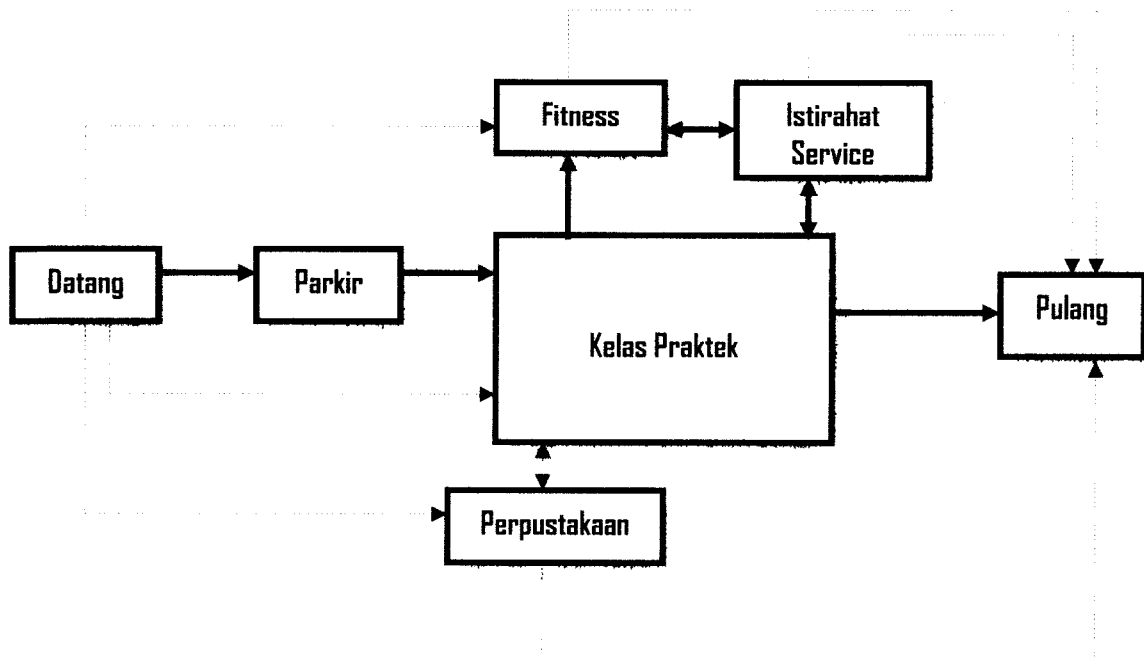 Fitness
Istirahat
Service
Datang
Parkir
Kelas Praktek
Pulang
Perpustakaan